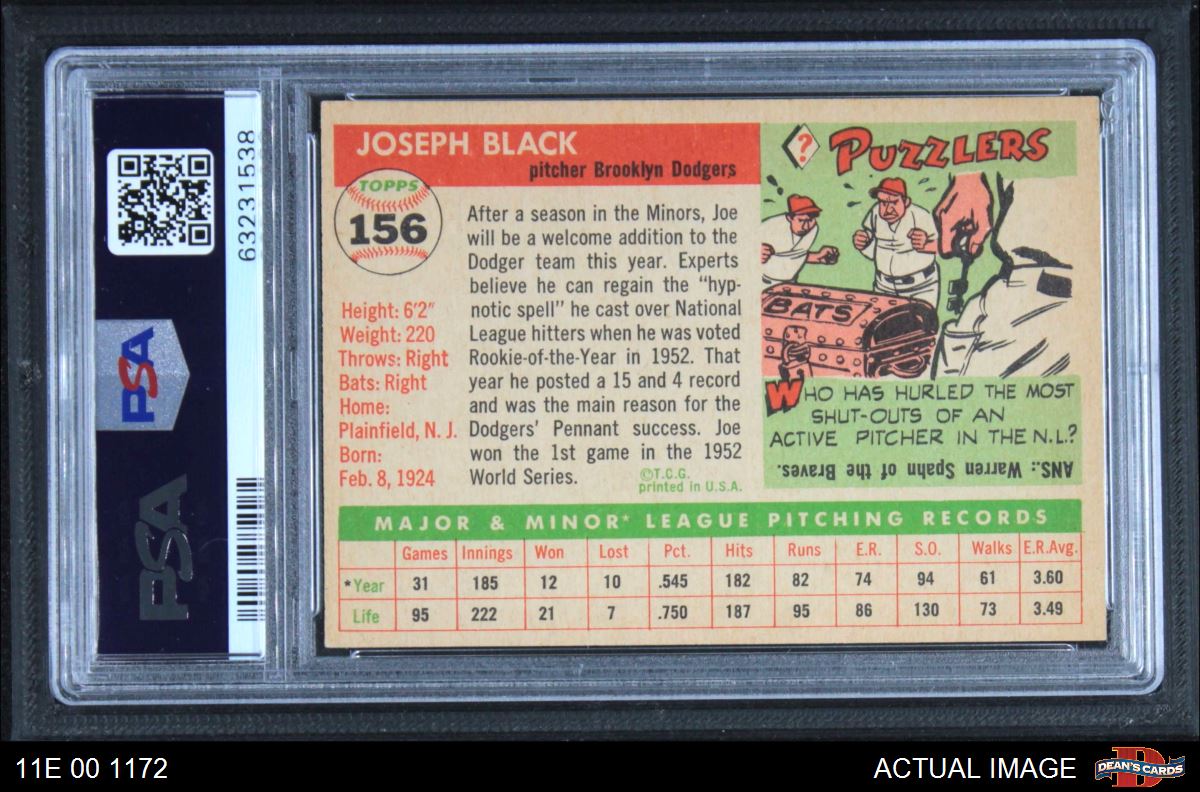 63231538
PSA
PSA
JOSEPH BLACK
pitcher Brooklyn Dodgers
TOPPS
156
After a season in the Minors, Joe
will be a welcome addition to the
Dodger team this year. Experts
believe he can regain the "hyp-
notic spell" he cast over National
League hitters when he was voted
Rookie-of-the-Year in 1952. That
year he posted a 15 and 4 record
and was the main reason for the
Dodgers' Pennant success. Joe
won the 1st game in the 1952
World Series.
©T.C.G.
printed in U.S.A.
Height: 6'2"
Weight: 220
Throws: Right
Bats: Right
Home:
Plainfield, N. J.
Born:
Feb. 8, 1924
?
PUZZLERS
BATS
WHO HAS HURLED THE MOST
SHUT-OUTS OF AN
ACTIVE PITCHER IN THE N.L.?
ANS.: Warren Spahn of the Braves.
MAJOR & MINOR* LEAGUE PITCHING RECORDS
Games Innings Won Lost Pct. Hits Runs E.R. S.O. Walks E.R.Avg.
*Year 31 185 12 10 .545 182 82 74 94 61 3.60
Life 95 222 21 7 .750 187 95 86 130 73 3.49
11E 00 1172
ACTUAL IMAGE
DEAN'S CARDS